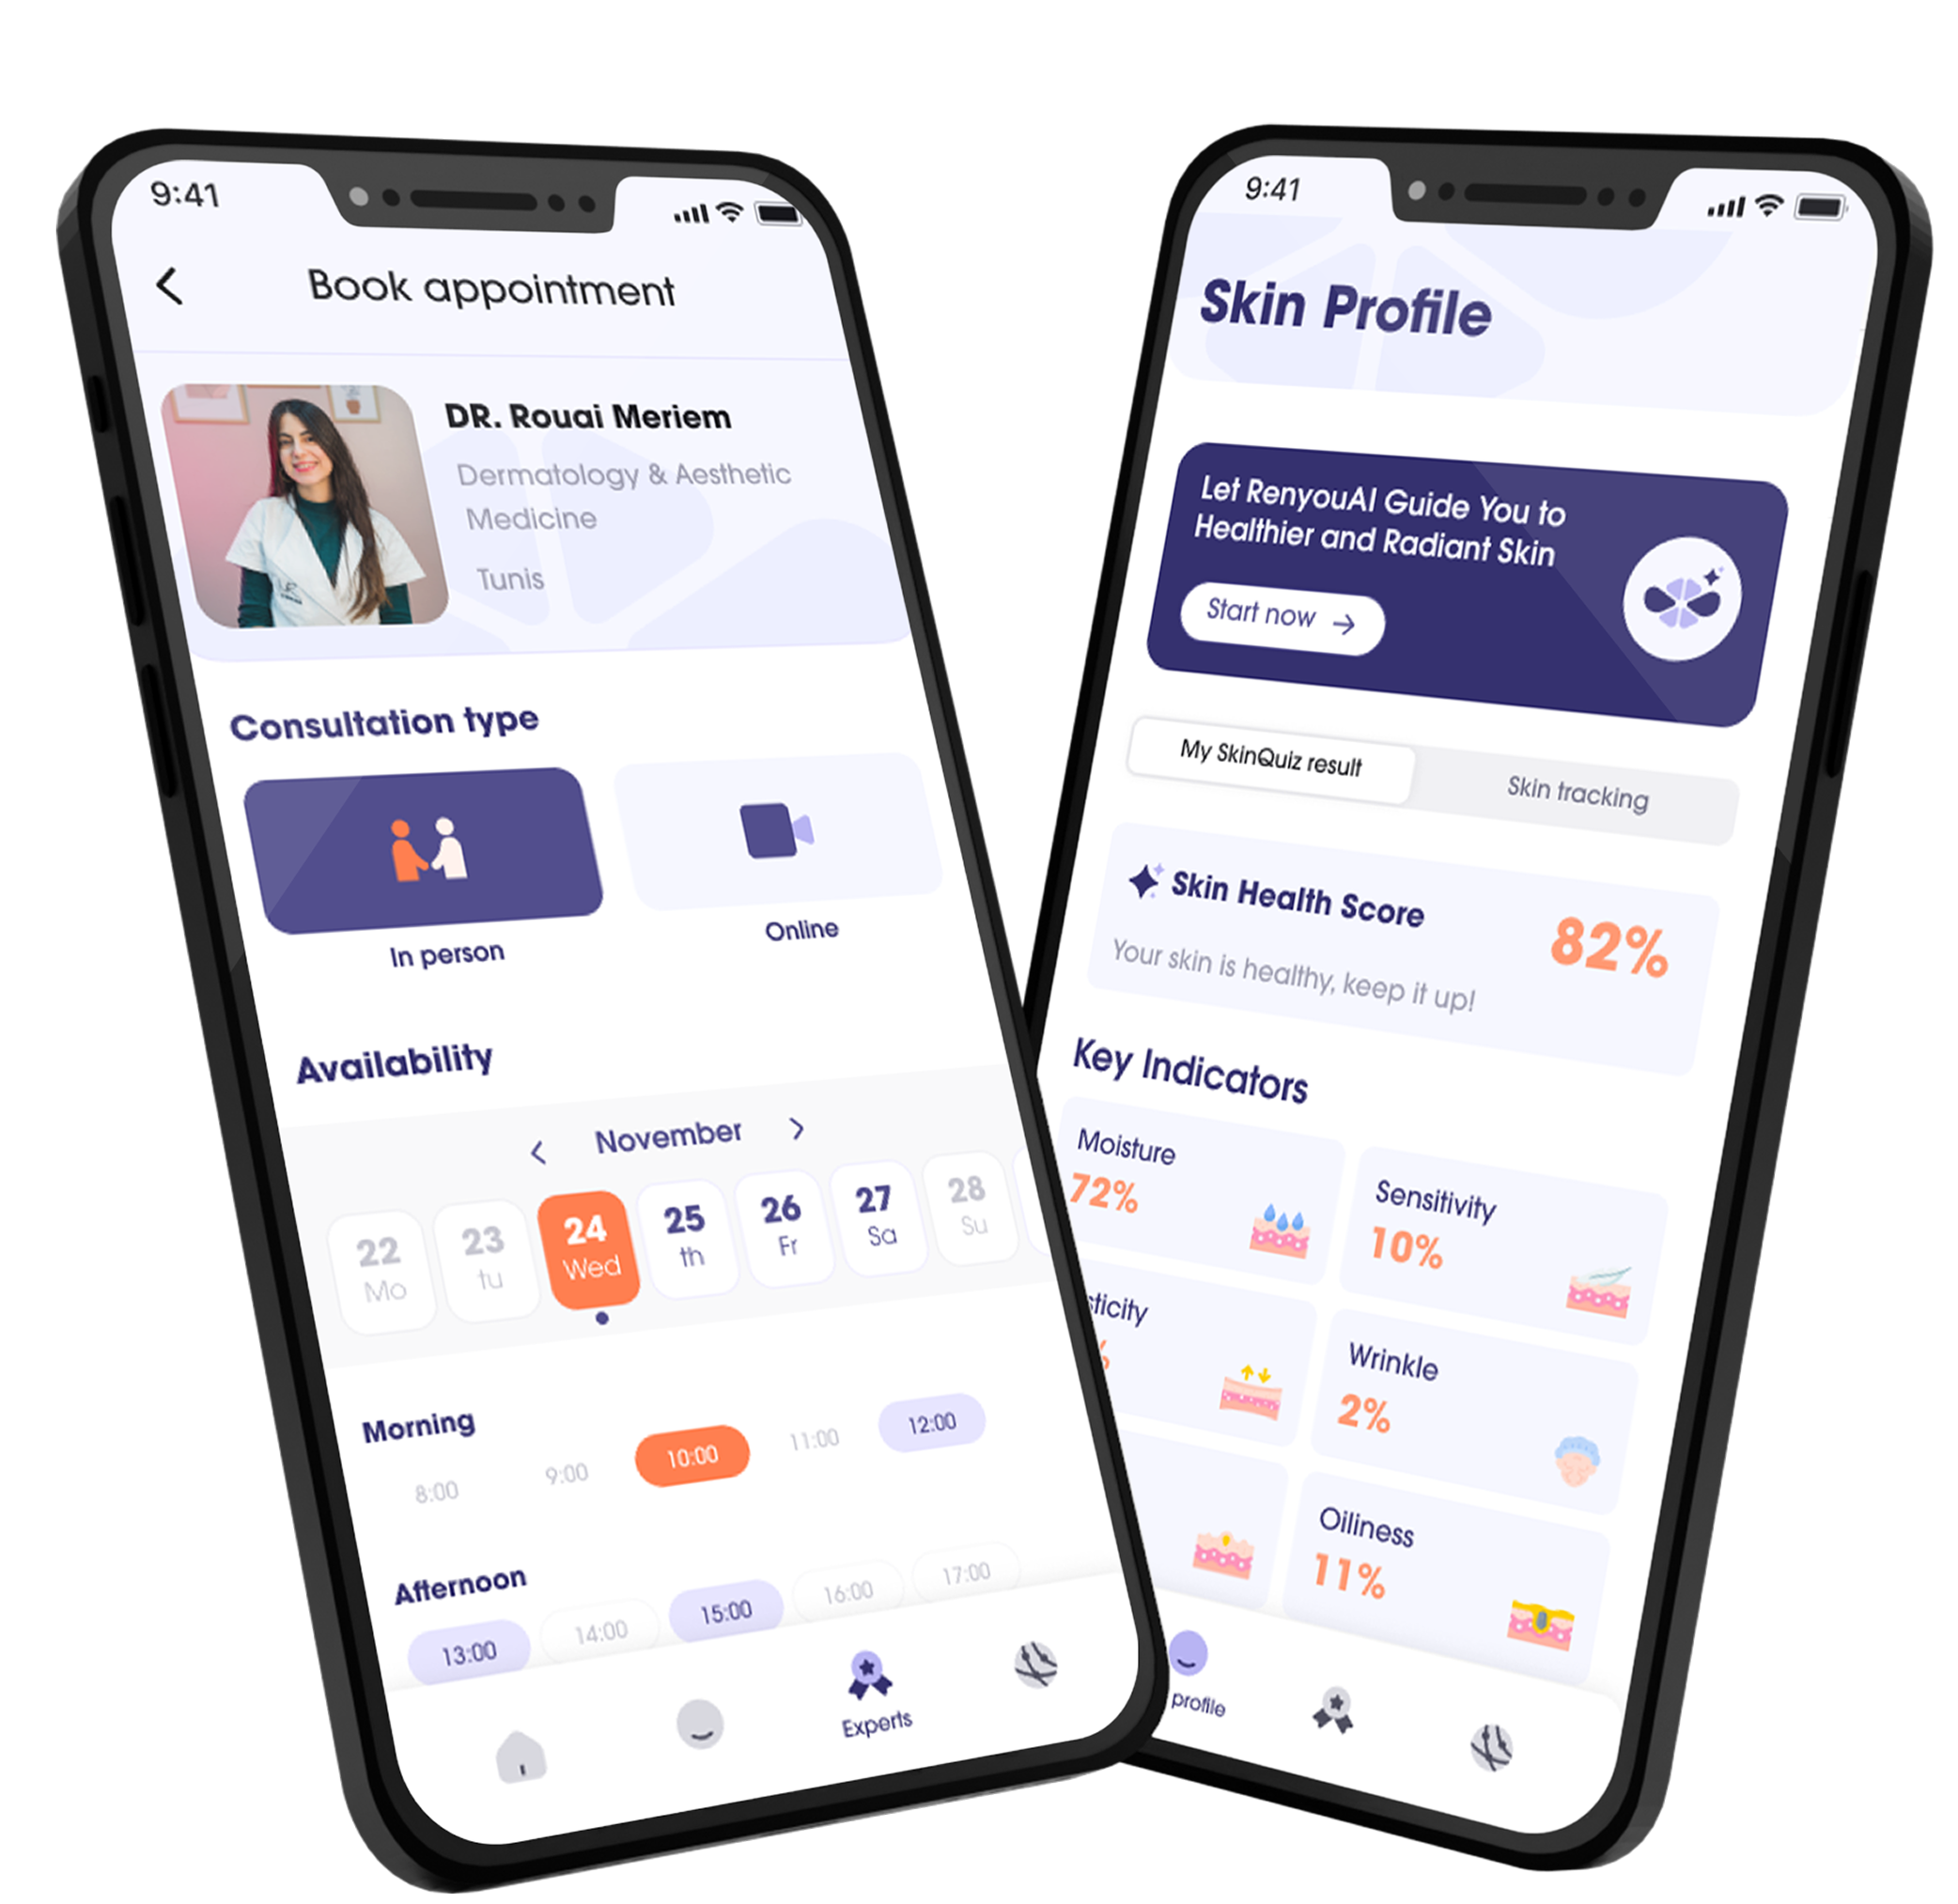 9:41
Book appointment
DR. Rouai Meriem
Dermatology & Aesthetic
Medicine
Tunis
Consultation type
In person
Online
Availability
November
22
Mo
23
tu
24
Wed
25
th
26
Fr
27
Sa
28
Su
Morning
8:00
9:00
10:00
11:00
12:00
Afternoon
13:00
14:00
15:00
16:00
17:00
Experts
9:41
Skin Profile
Let RenyouAI Guide You to
Healthier and Radiant Skin
Start now
My SkinQuiz result
Skin tracking
Skin Health Score
82%
Your skin is healthy, keep it up!
Key Indicators
Moisture
72%
Sensitivity
10%
sticity
%
Wrinkle
2%
Oiliness
11%
profile